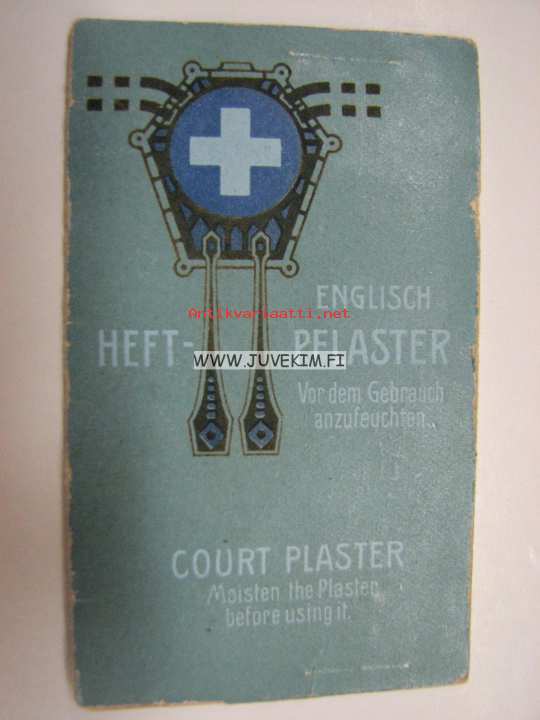 ENGLISCH
Antikvariaatti.net
HEFT- PFLASTER
WWW.JUVEKIM.FI
Vor dem Gebrauch
anzufeuchten.
COURT PLASTER
Moisten the Plaster
before using it.